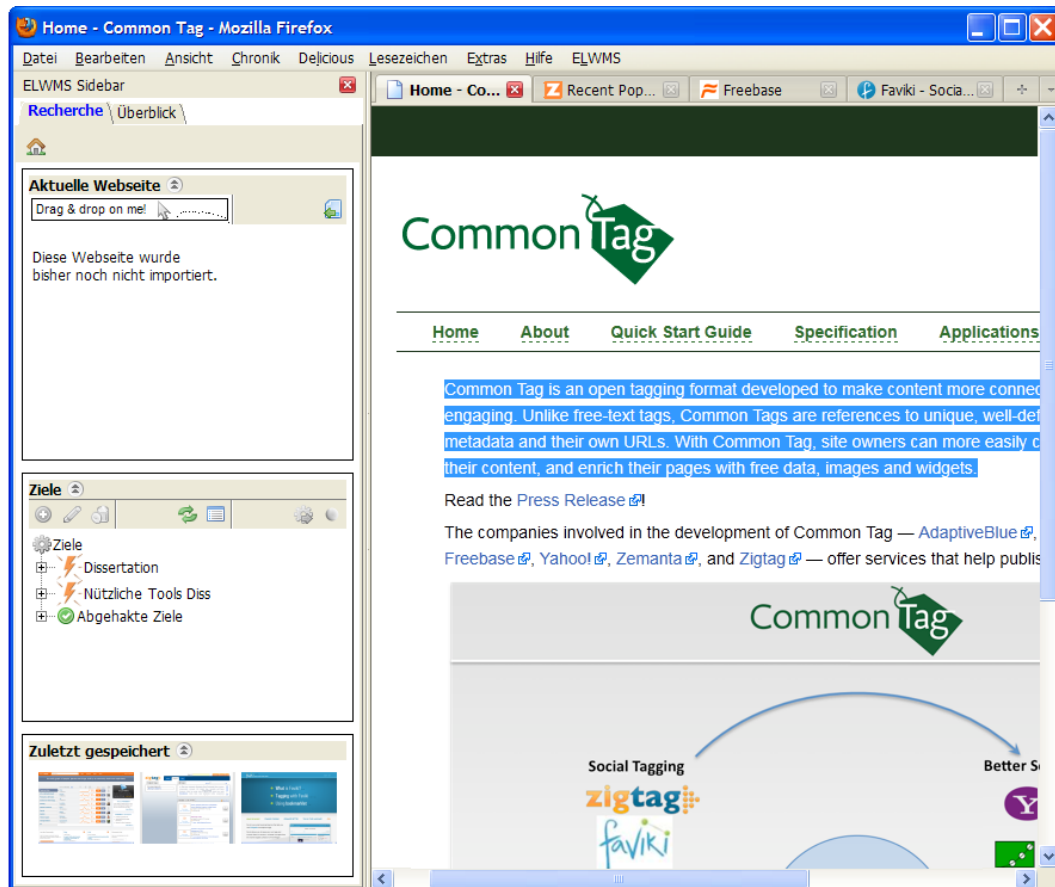 Home - Common Tag - Mozilla Firefox
Datei Bearbeiten Ansicht Chronik Delicious Lesezeichen Extras Hilfe ELWMS
ELWMS Sidebar
Recherche Überblick
Home - Co... Recent Pop... Freebase Faviki - Socia...
Aktuelle Webseite
Drag & drop on me!
Diese Webseite wurde
bisher noch nicht importiert.
Ziele
Ziele
Dissertation
Nützliche Tools Diss
Abgehakte Ziele
Zuletzt gespeichert
Common Tag
Home About Quick Start Guide Specification Applications
Common Tag is an open tagging format developed to make content more connec
engaging. Unlike free-text tags, Common Tags are references to unique, well-def
metadata and their own URLs. With Common Tag, site owners can more easily c
their content, and enrich their pages with free data, images and widgets.
Read the Press Release!
The companies involved in the development of Common Tag — AdaptiveBlue,
Freebase, Yahoo!, Zemanta, and Zigtag — offer services that help publis
Common Tag
Social Tagging Better S
zigtag
faviki
Y